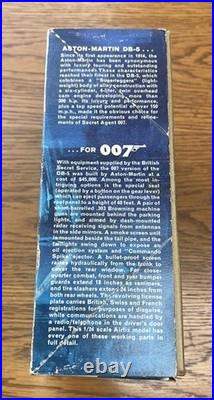 ASTON-MARTIN DB-5...
Since its first appearance in 1914, the
Aston-Martin has been synonymous
with luxury touring and outstanding
performance. These characteristics
reached their finest in the DB-5, which
combines a "Superleggera" (light-
weight) body of alloy construction with
a six-cylinder, 4-liter, dual overhead
cam engine developing more than
300 h.p. Its luxury and performance,
plus a top speed potential of over 150
m.p.h., made it the obvious choice for
the special requirements and refine-
ments of Secret Agent 007.
...FOR 007
With equipment supplied by the British
Secret Service, the 007 version of the
DB-5 was built by Aston-Martin at a
cost of $45,000. Among the most in-
triguing options is the special seat
(operated by a button on the gear lever)
which can eject passengers through the
roof panel to a height of 40 feet. A pair of
short-barrelled .303 Browning machine
guns are mounted behind the parking
lights, and aimed by dash-mounted
radar receiving signals from antennas
in the side mirrors. A smoke screen unit
is mounted beside the tail pipe, and the
taillights swing down to expose an
oil ejection system and "Command
Spike" ejector. A bullet-proof screen
raises hydraulically from the trunk to
cover the rear window. For close-
quarter combat, front and rear bumper
guards extend 18 inches as rammers,
and tire slashers extend 24 inches from
both rear wheels. The revolving license
plate carries British, Swiss and French
registrations for purposes of disguise,
while communications are handled by
a radio/telephone in the driver's door
panel. This 1/24 scale Airfix model has
every one of these working parts in
full detail.